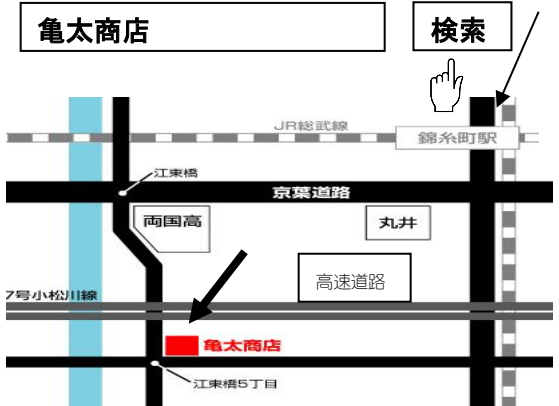 亀太商店
検索
JR総武線
錦糸町駅
江東橋
京葉道路
両国高
丸井
高速道路
7号小松川線
亀太商店
江東橋5丁目